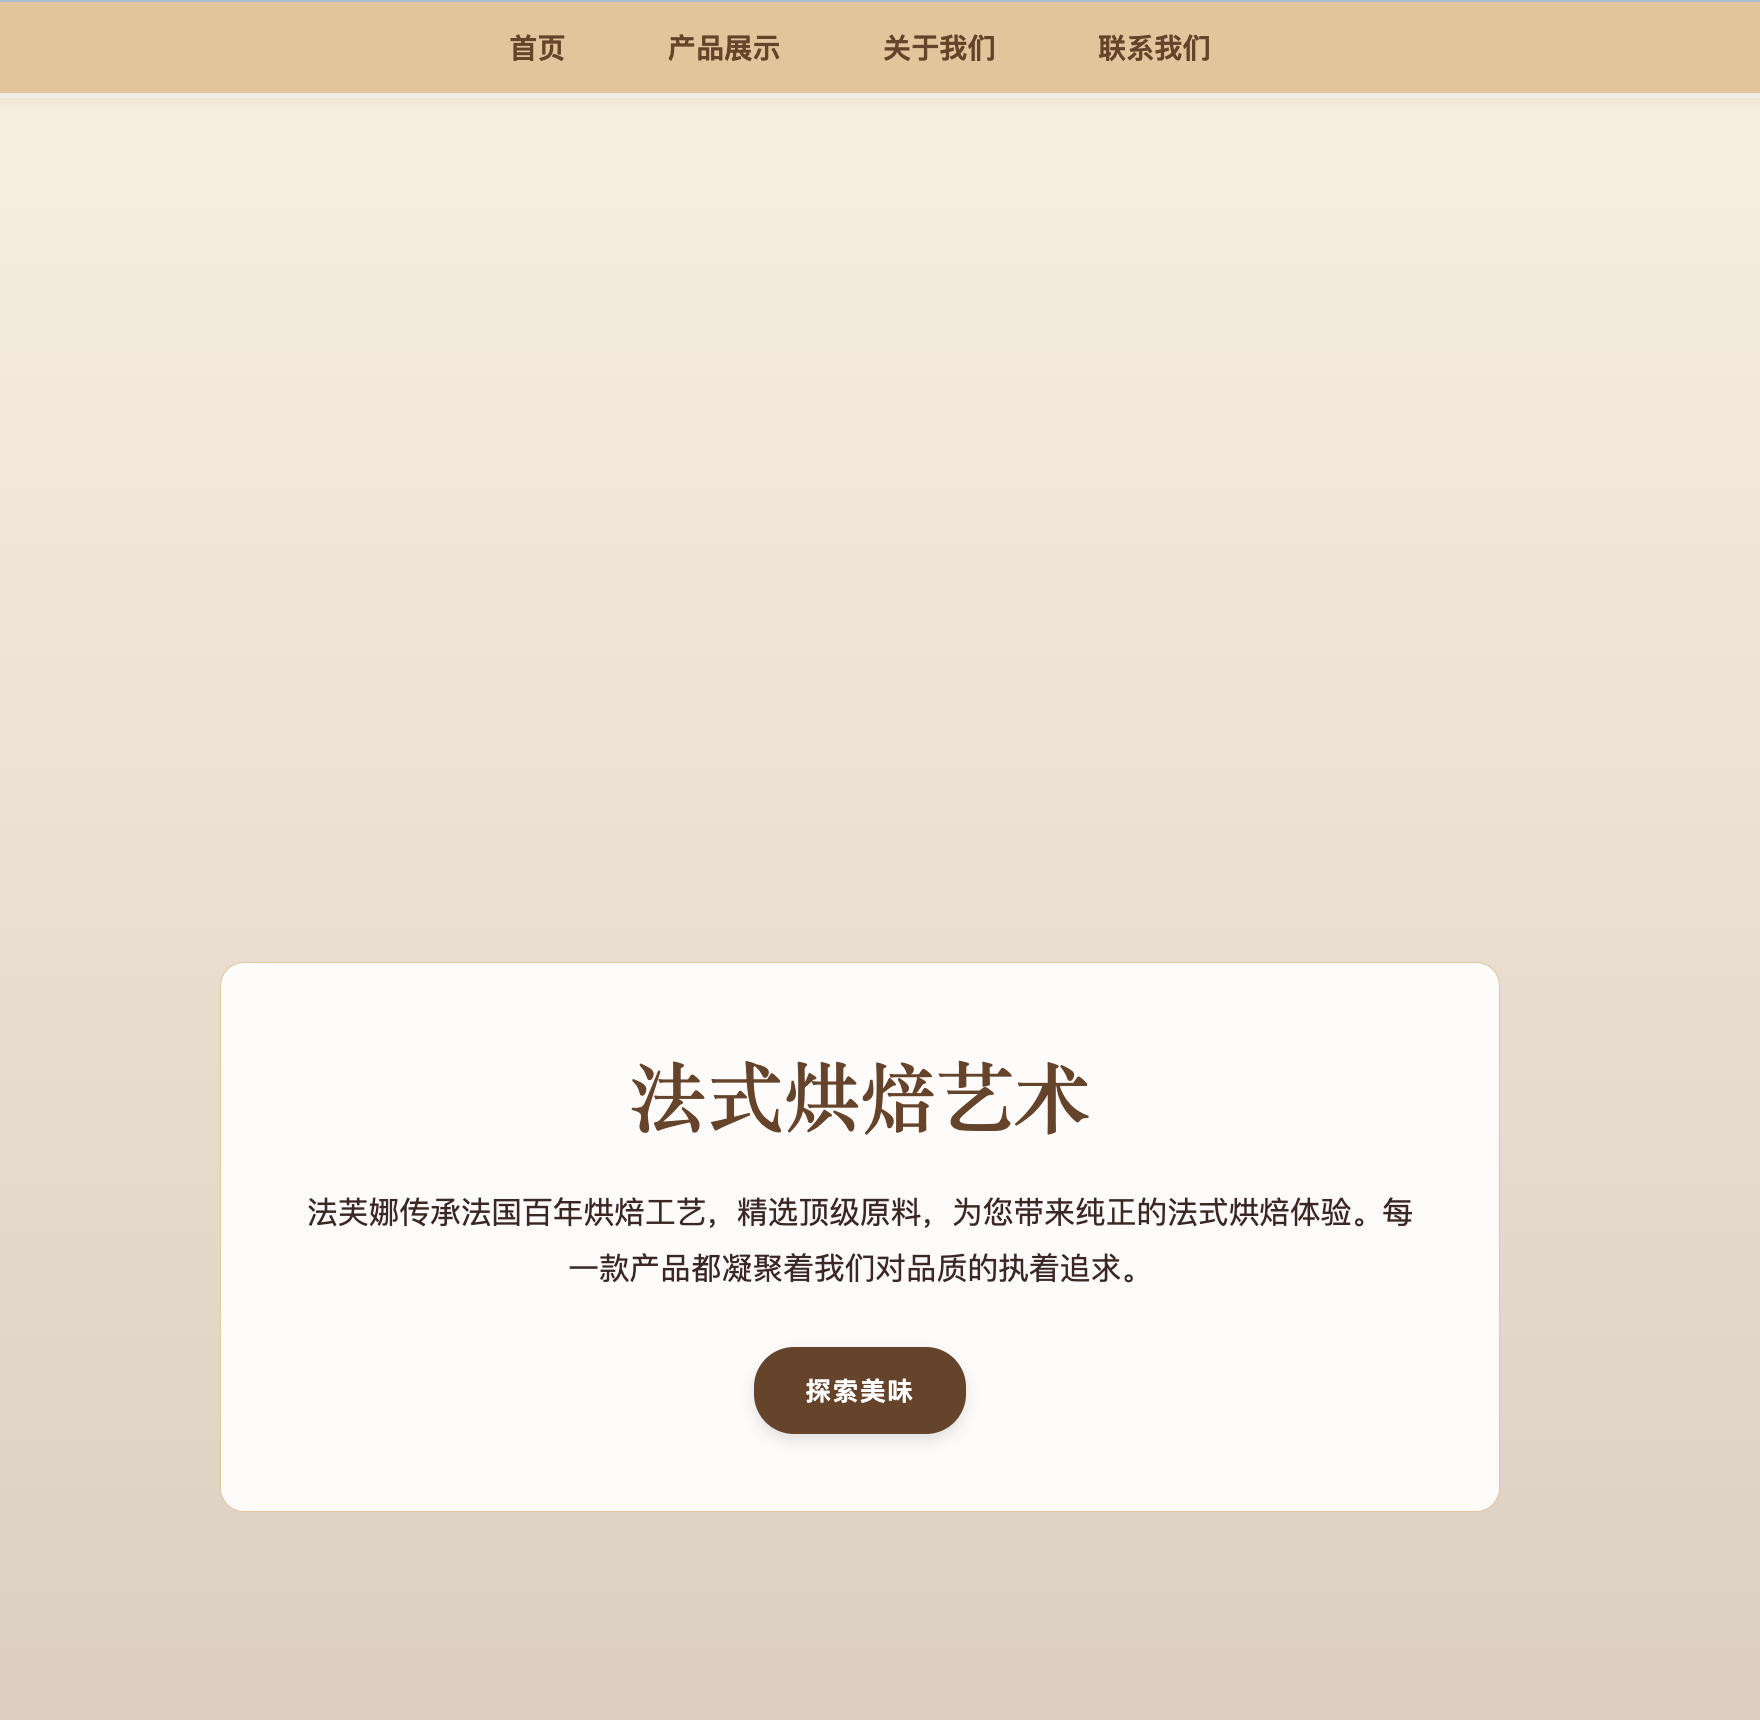 首页 产品展示 关于我们 联系我们
法式烘焙艺术
法芙娜传承法国百年烘焙工艺，精选顶级原料，为您带来纯正的法式烘焙体验。每
一款产品都凝聚着我们对品质的执着追求。
探索美味